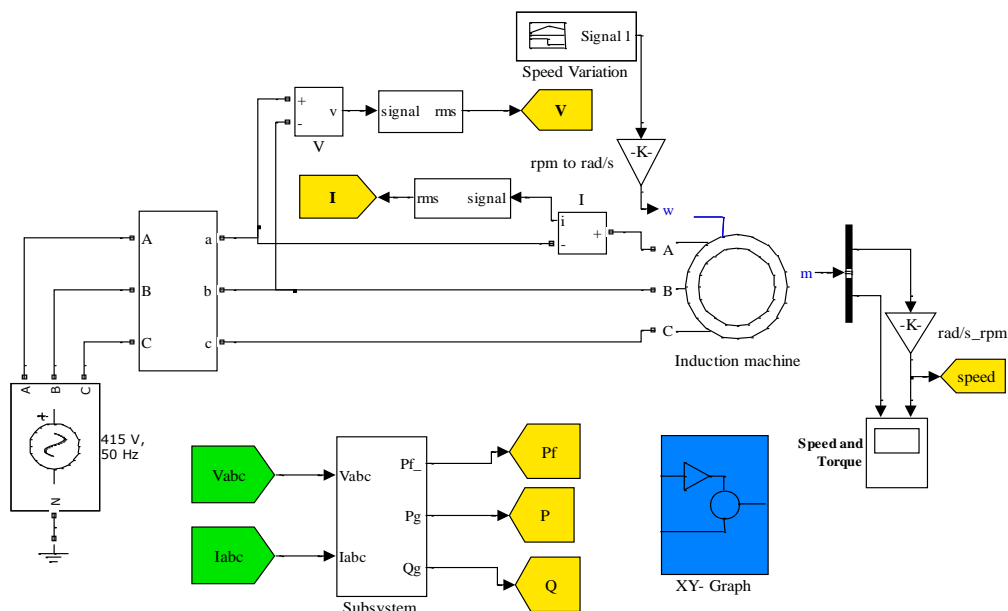 Signal 1
Speed Variation
+
-
v
V
signal rms
V
-K-
rpm to rad/s
I
rms signal
I
i
-
+
w
A
B
C
a
b
c
A
B
C
m
Induction machine
-K-
rad/s_rpm
speed
Speed and
Torque
A B C
+
N
415 V,
50 Hz
Vabc
Iabc
Vabc
Iabc
Pf_
Pg
Qg
Subsystem
Pf
P
Q
XY- Graph